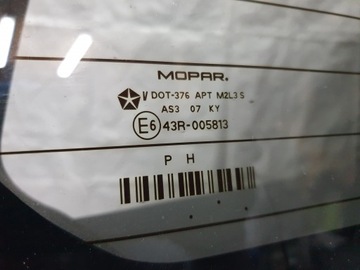 MOPAR.
V DOT-376 APT M2L3 S
AS3 07 KY
E6 43R-005813
P H